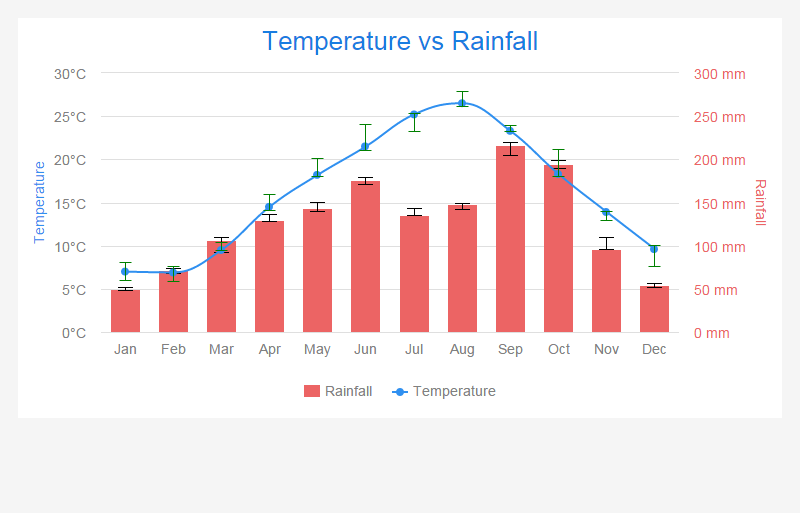 Temperature vs Rainfall
30°C
25°C
20°C
15°C
10°C
5°C
0°C
Temperature
300 mm
250 mm
200 mm
150 mm
100 mm
50 mm
0 mm
Rainfall
Jan Feb Mar Apr May Jun Jul Aug Sep Oct Nov Dec
Rainfall Temperature